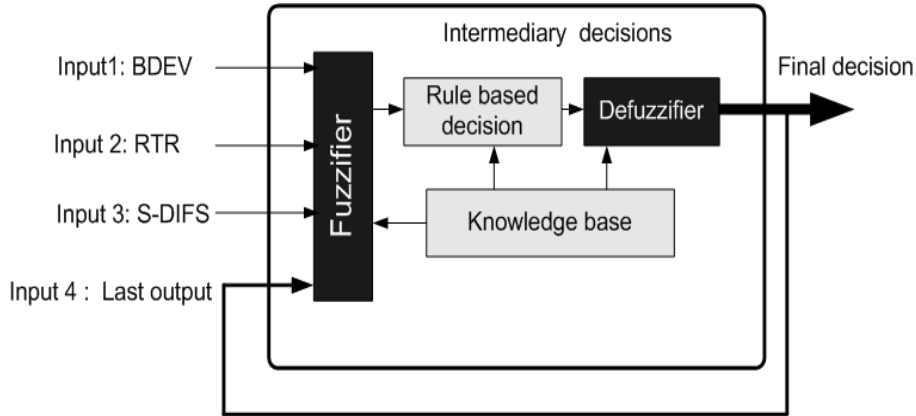 Intermediary decisions
Input1: BDEV
Input 2: RTR
Input 3: S-DIFS
Input 4 : Last output
Fuzzifier
Rule based
decision
Defuzzifier
Knowledge base
Final decision